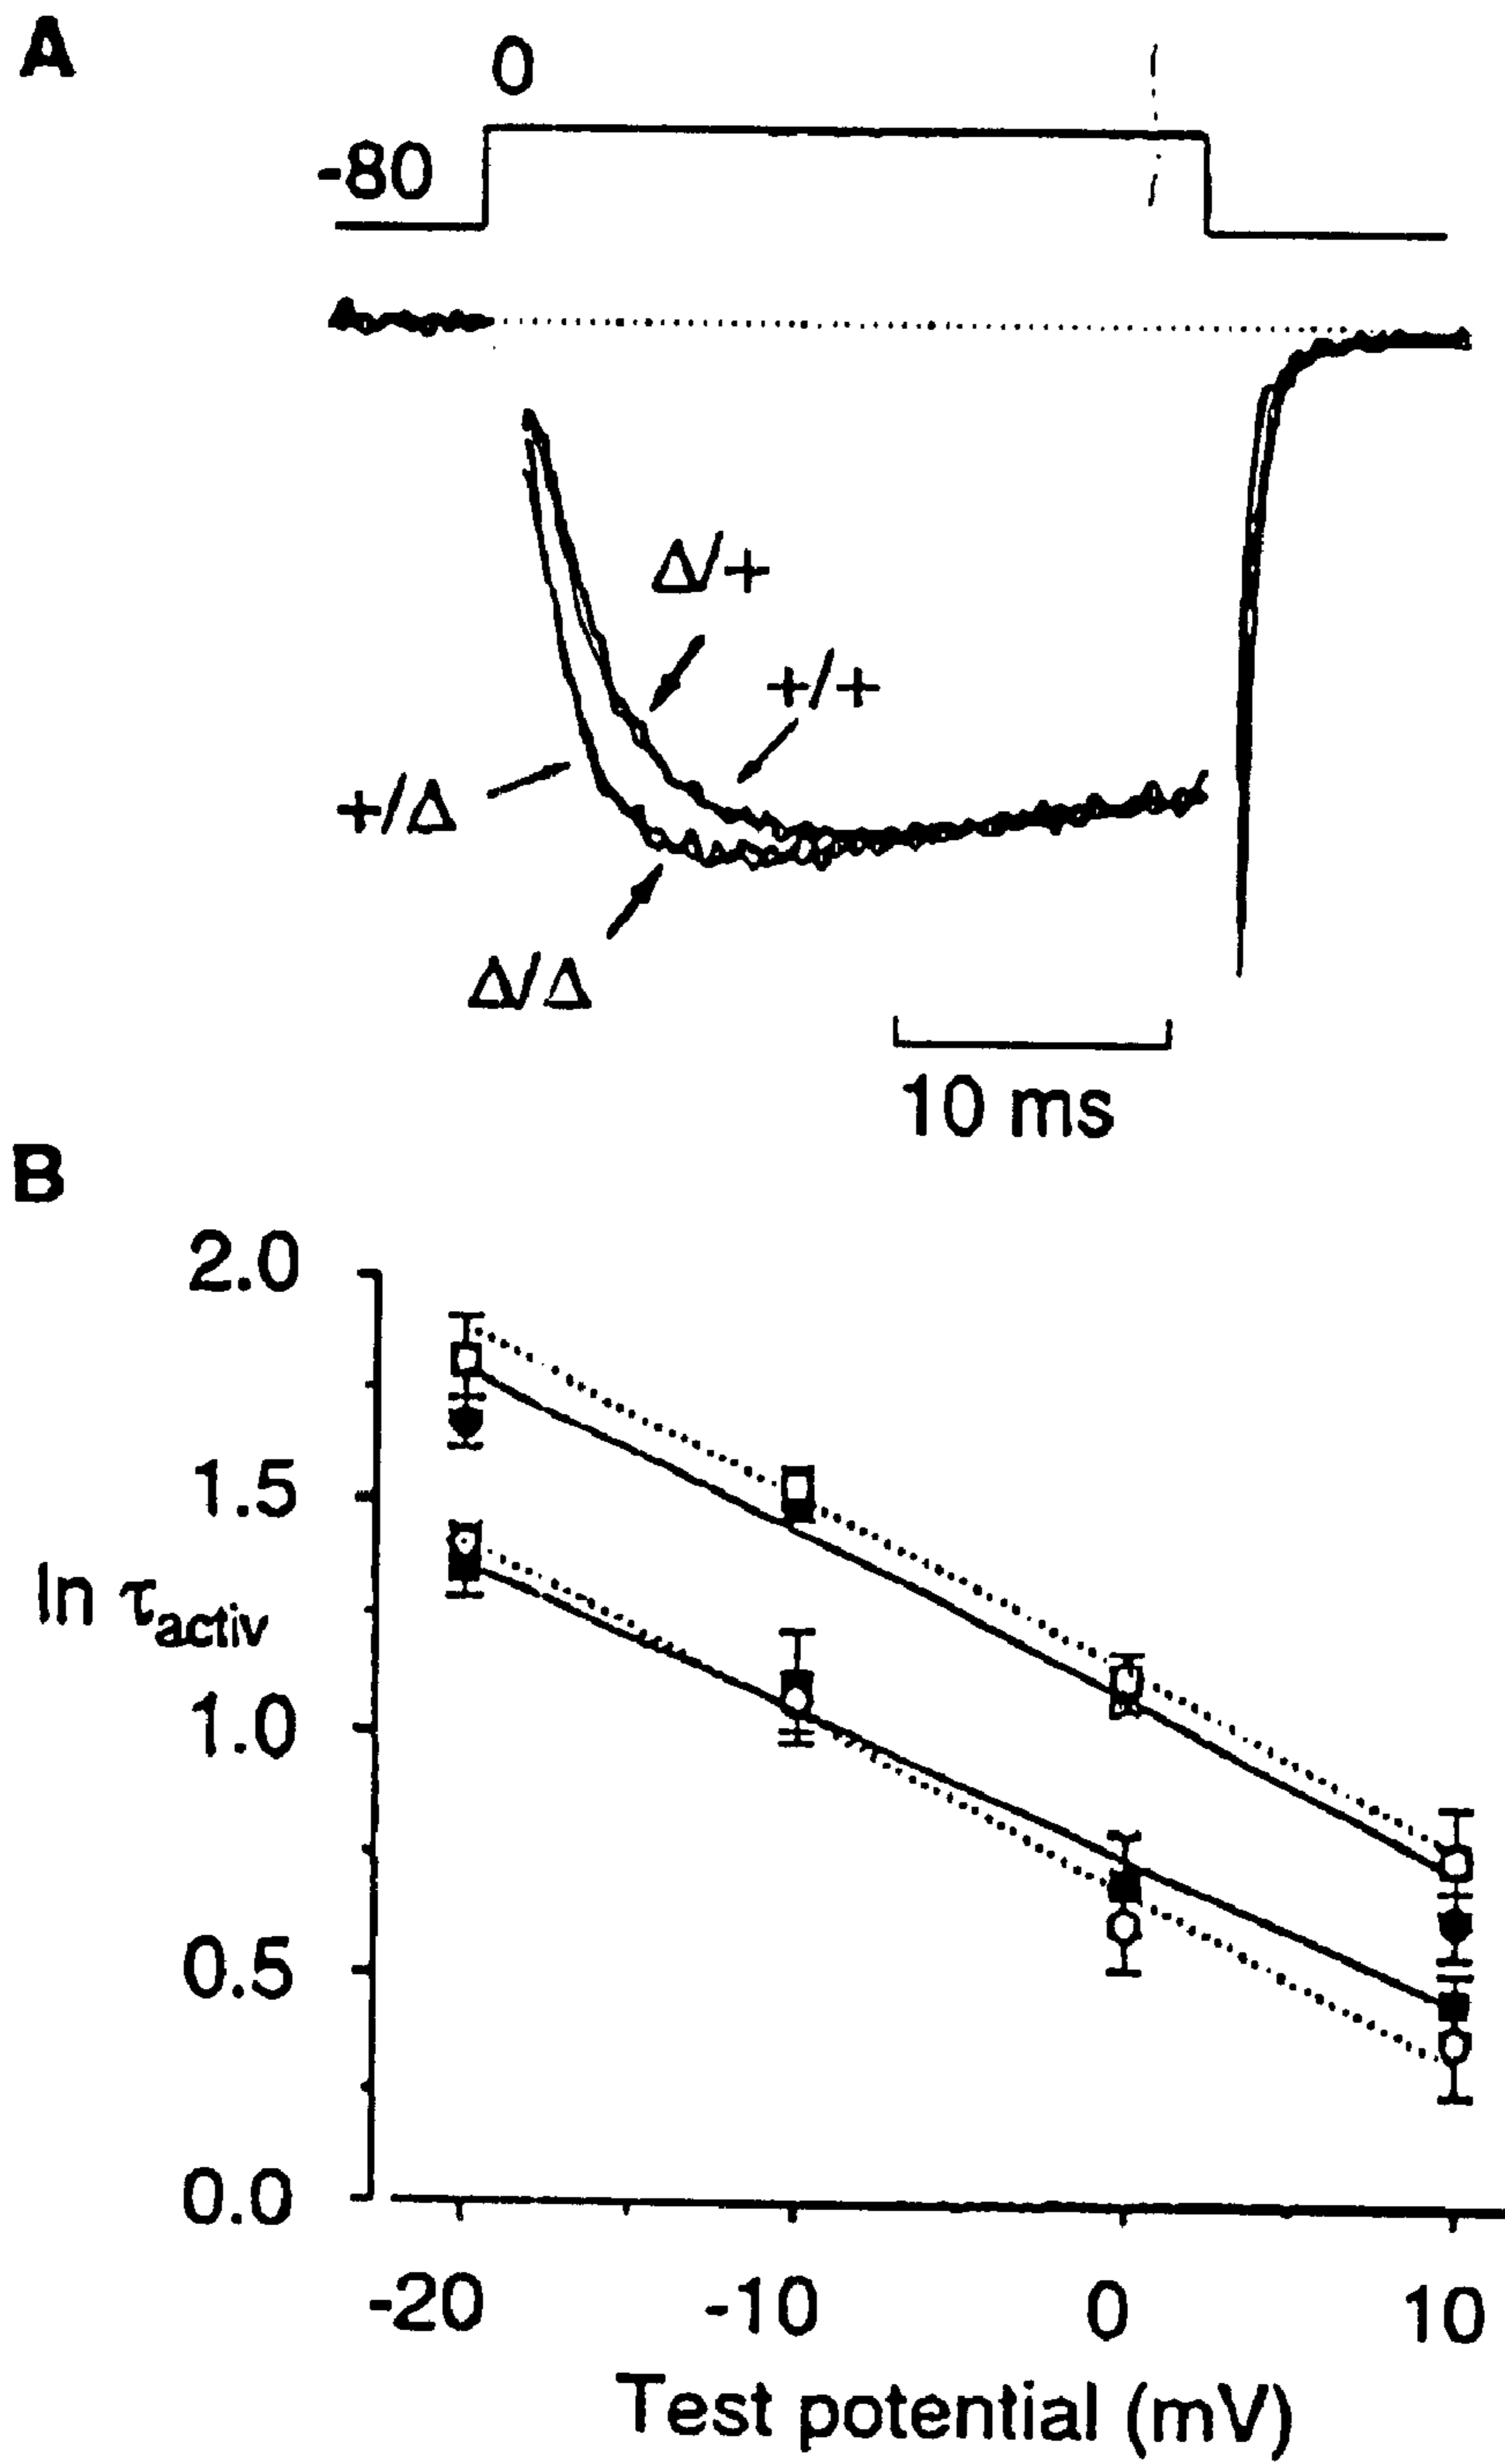 A
0
-80
Δ/+
+/+
+/Δ
Δ/Δ
10 ms
B
2.0
1.5
ln τactiv
1.0
0.5
0.0
-20 -10 0 10
Test potential (mV)